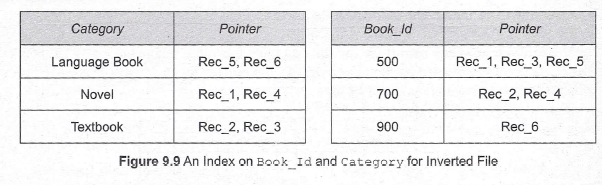 Category Pointer
Language Book Rec_5, Rec_6
Novel Rec_1, Rec_4
Textbook Rec_2, Rec_3
Book_Id Pointer
500 Rec_1, Rec_3, Rec_5
700 Rec_2, Rec_4
900 Rec_6
Figure 9.9 An Index on Book_Id and Category for Inverted File